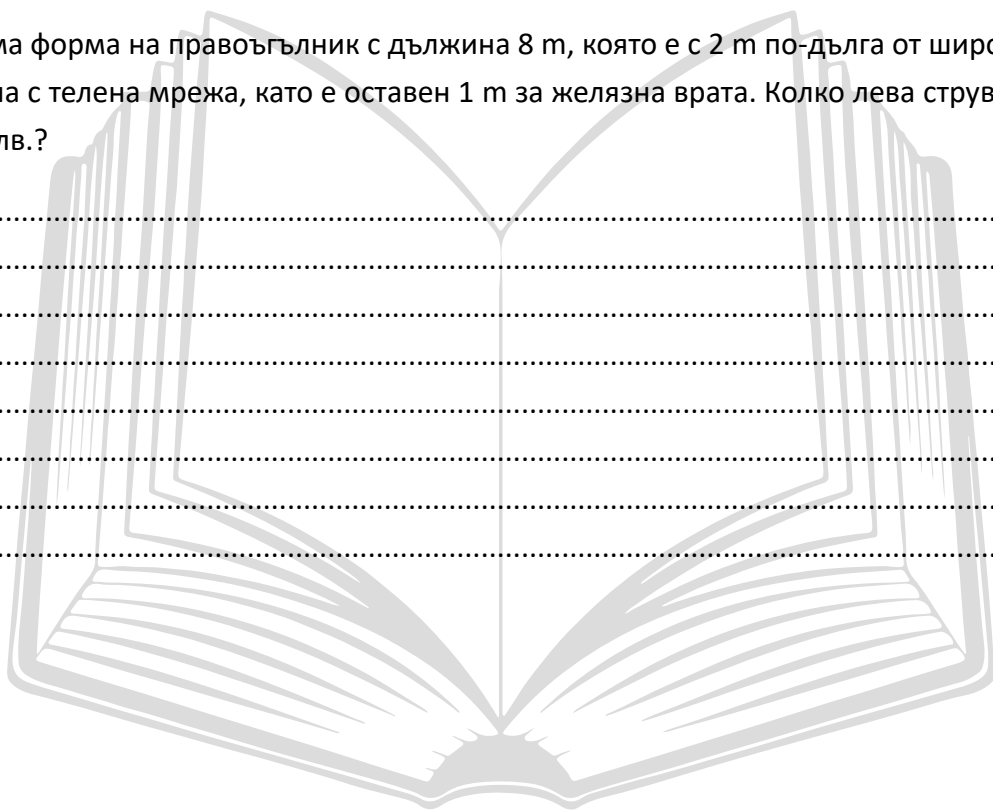 ма форма на правоъгълник с дължина 8 m, която е с 2 m по-дълга от широ
на с телена мрежа, като е оставен 1 m за желязна врата. Колко лева струв
лв.?